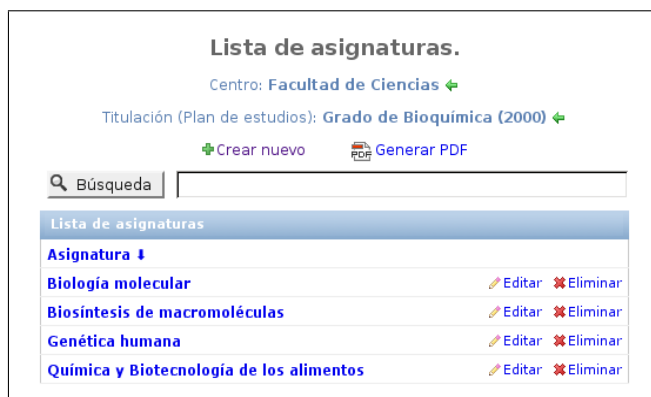 Lista de asignaturas.
Centro: Facultad de Ciencias
Titulación (Plan de estudios): Grado de Bioquímica (2000)
Crear nuevo PDF Generar PDF
Búsqueda
Lista de asignaturas
Asignatura
Biología molecular Editar Eliminar
Biosíntesis de macromoléculas Editar Eliminar
Genética humana Editar Eliminar
Química y Biotecnología de los alimentos Editar Eliminar